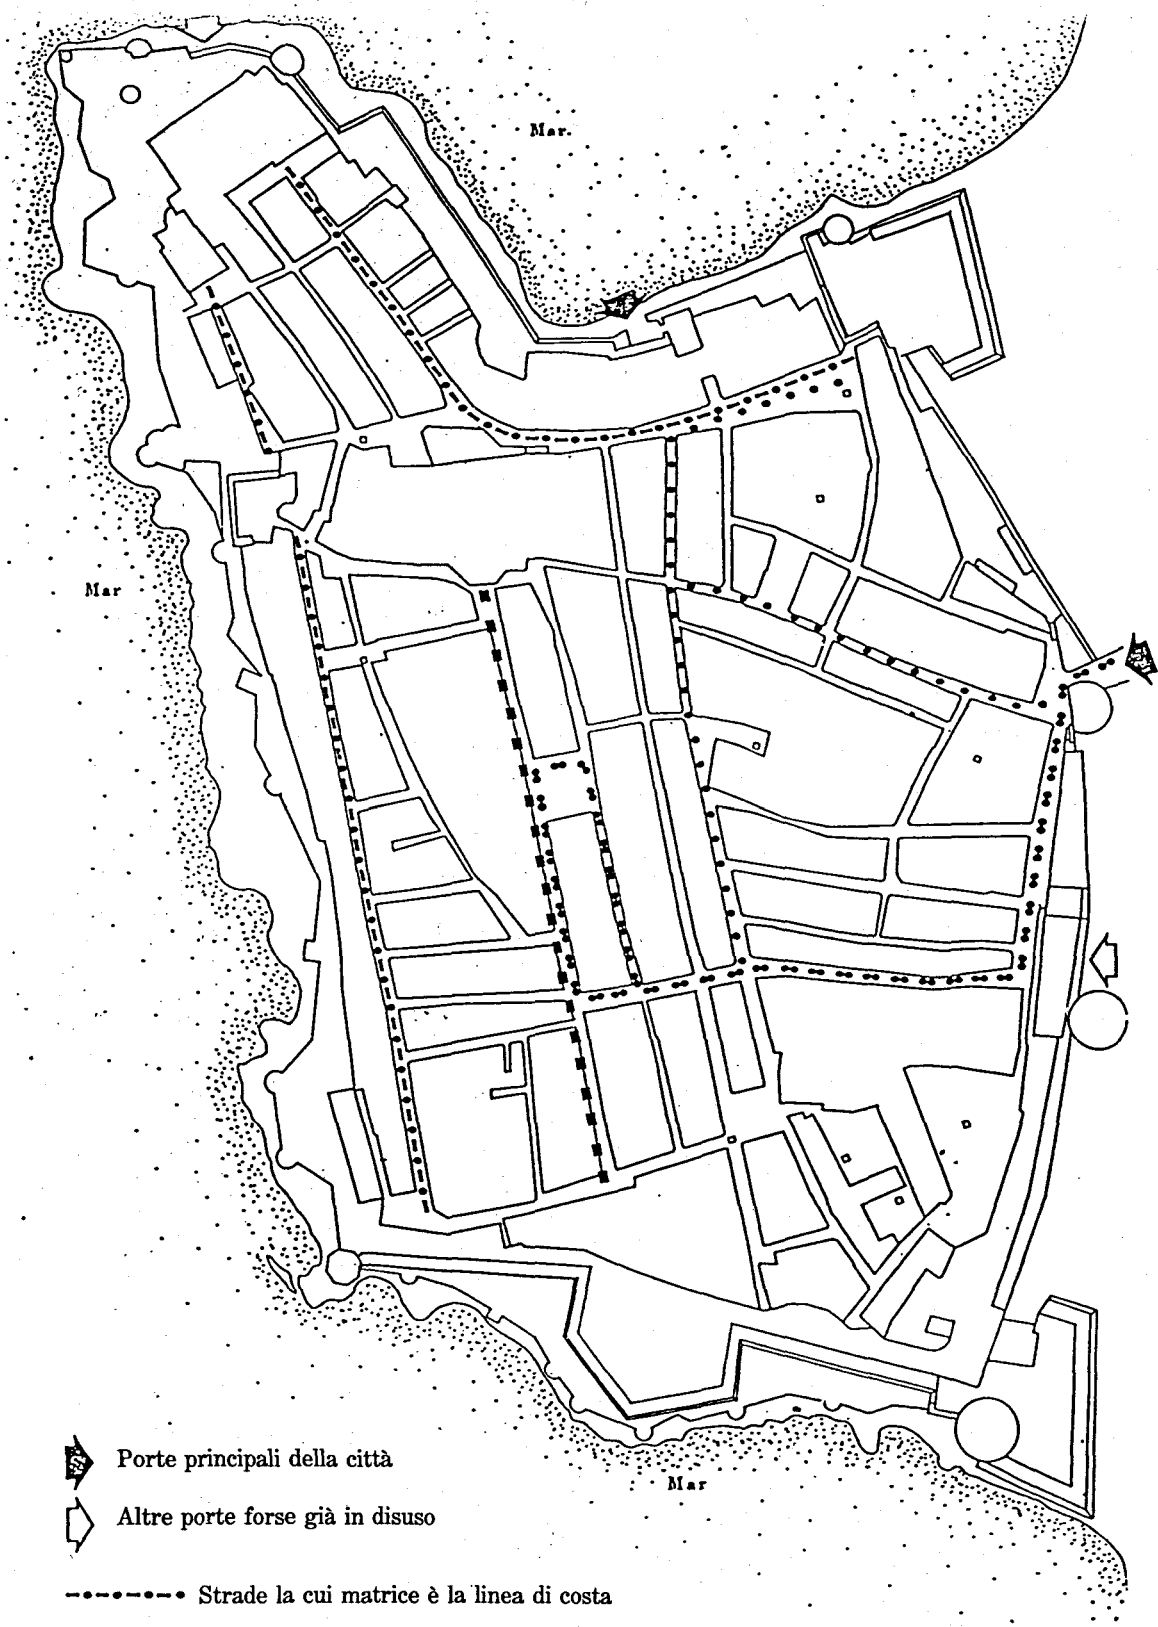 Mar.
Mar
Mar
Porte principali della città
Altre porte forse già in disuso
Strade la cui matrice è la linea di costa